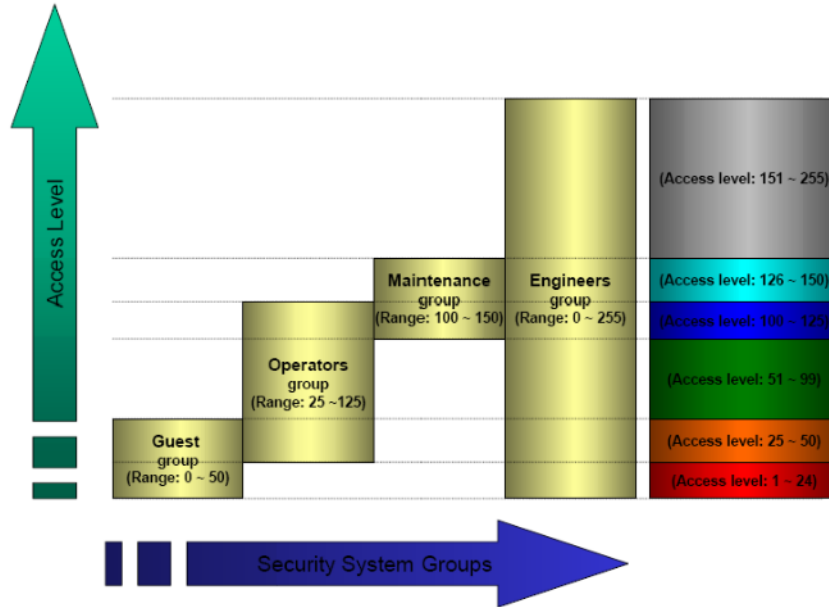 Access Level
Guest
group
(Range: 0 ~ 50)
Operators
group
(Range: 25 ~125)
Maintenance
group
(Range: 100 ~ 150)
Engineers
group
(Range: 0 ~ 255)
(Access level: 151 ~ 255)
(Access level: 126 ~ 150)
(Access level: 100 ~ 125)
(Access level: 51 ~ 99)
(Access level: 25 ~ 50)
(Access level: 1 ~ 24)
Security System Groups